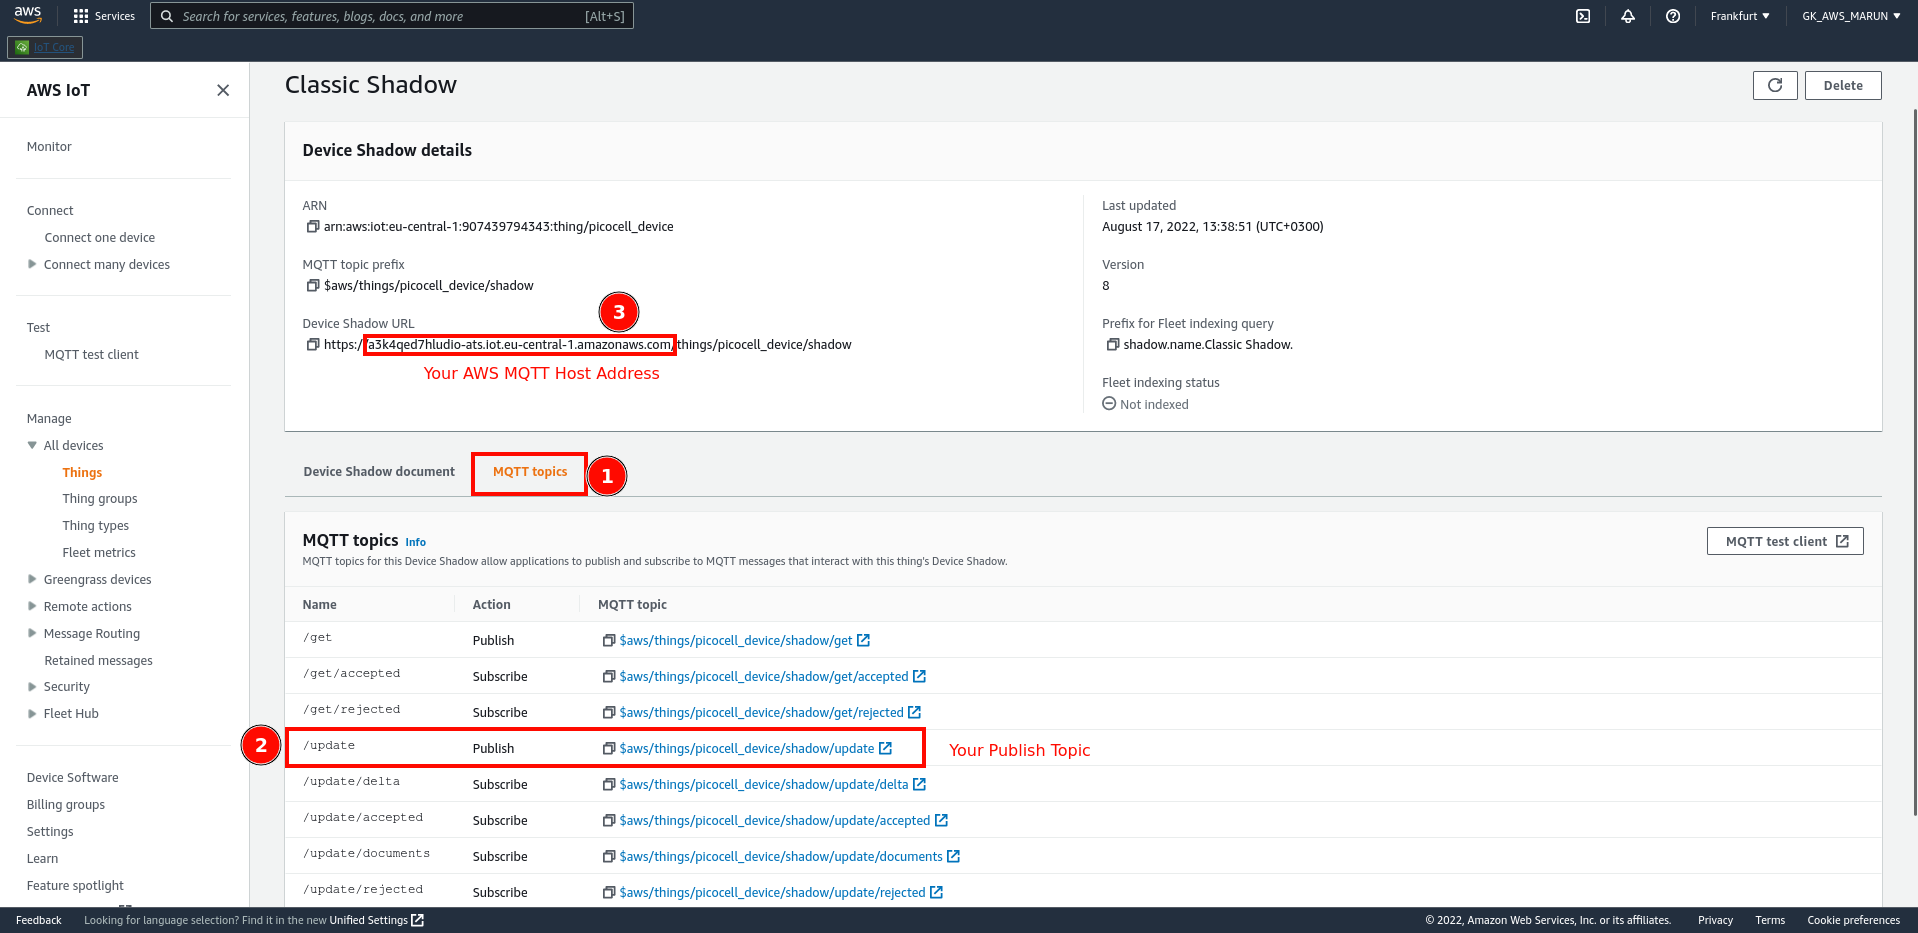 aws
Services
Search for services, features, blogs, docs, and more
[Alt+S]
Frankfurt
GK_AWS_MARUN
IoT Core
AWS IoT
Monitor
Connect
Connect one device
Connect many devices
Test
MQTT test client
Manage
All devices
Things
Thing groups
Thing types
Fleet metrics
Greengrass devices
Remote actions
Message Routing
Retained messages
Security
Fleet Hub
Device Software
Billing groups
Settings
Learn
Feature spotlight
Classic Shadow
Delete
Device Shadow details
ARN
arn:aws:iot:eu-central-1:907439794343:thing/picocell_device
MQTT topic prefix
$aws/things/picocell_device/shadow
3
Device Shadow URL
https://a3k4qed7hludio-ats.iot.eu-central-1.amazonaws.com/things/picocell_device/shadow
Your AWS MQTT Host Address
Last updated
August 17, 2022, 13:38:51 (UTC+0300)
Version
8
Prefix for Fleet indexing query
shadow.name.Classic Shadow.
Fleet indexing status
Not indexed
Device Shadow document
MQTT topics
1
MQTT topics Info
MQTT topics for this Device Shadow allow applications to publish and subscribe to MQTT messages that interact with this thing's Device Shadow.
MQTT test client
Name Action MQTT topic
/get Publish $aws/things/picocell_device/shadow/get
/get/accepted Subscribe $aws/things/picocell_device/shadow/get/accepted
/get/rejected Subscribe $aws/things/picocell_device/shadow/get/rejected
2 /update Publish $aws/things/picocell_device/shadow/update Your Publish Topic
/update/delta Subscribe $aws/things/picocell_device/shadow/update/delta
/update/accepted Subscribe $aws/things/picocell_device/shadow/update/accepted
/update/documents Subscribe $aws/things/picocell_device/shadow/update/documents
/update/rejected Subscribe $aws/things/picocell_device/shadow/update/rejected
Feedback
Looking for language selection? Find it in the new Unified Settings
© 2022, Amazon Web Services, Inc. or its affiliates.
Privacy
Terms
Cookie preferences